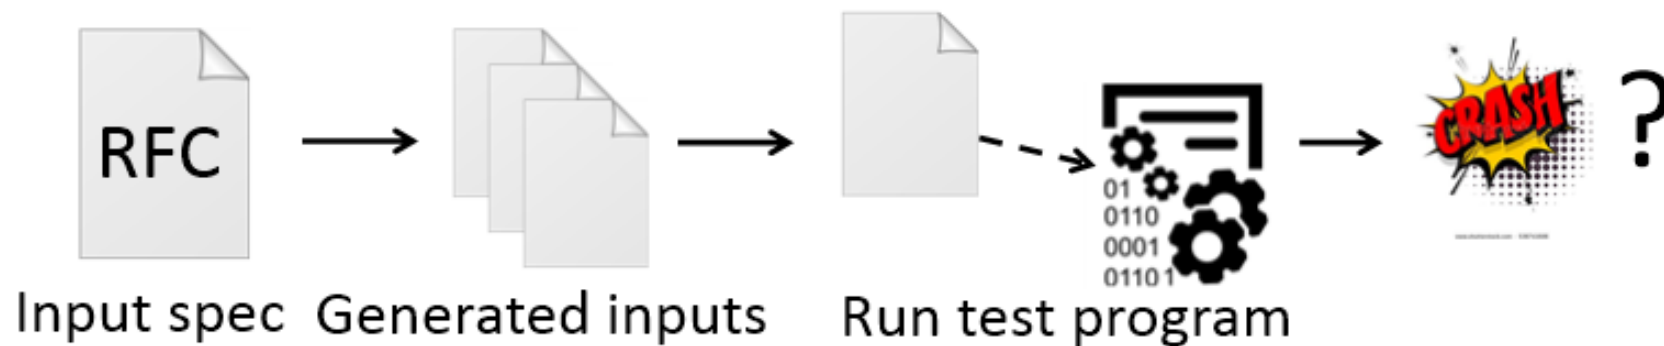 RFC
Input spec
Generated inputs
01
0110
0001
01101
Run test program
CRASH
?